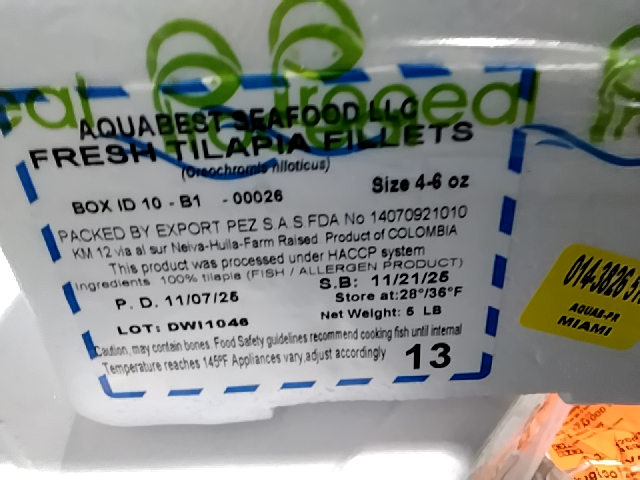 AQUABEST SEAFOOD LLC
FRESH TILAPIA FILLETS
(Oreochromis niloticus)
Size 4-6 oz
BOX ID 10 - B1 - 00026
PACKED BY EXPORT PEZ S.A.S. FDA No 14070921010
KM 12 via al sur Neiva-Huila-Farm Raised. Product of COLOMBIA
This product was processed under HACCP system
Ingredients 100% tilapia (FISH / ALLERGEN PRODUCT)
P. D. 11/07/25 S.B: 11/21/25
Store at:28°/36°F
LOT: DWI1046 Net Weight: 5 LB
Caution, may contain bones. Food Safety guidelines recommend cooking fish until internal
Temperature reaches 145ºF Appliances vary,adjust accordingly 13
AQUAB-PR
MIAMI